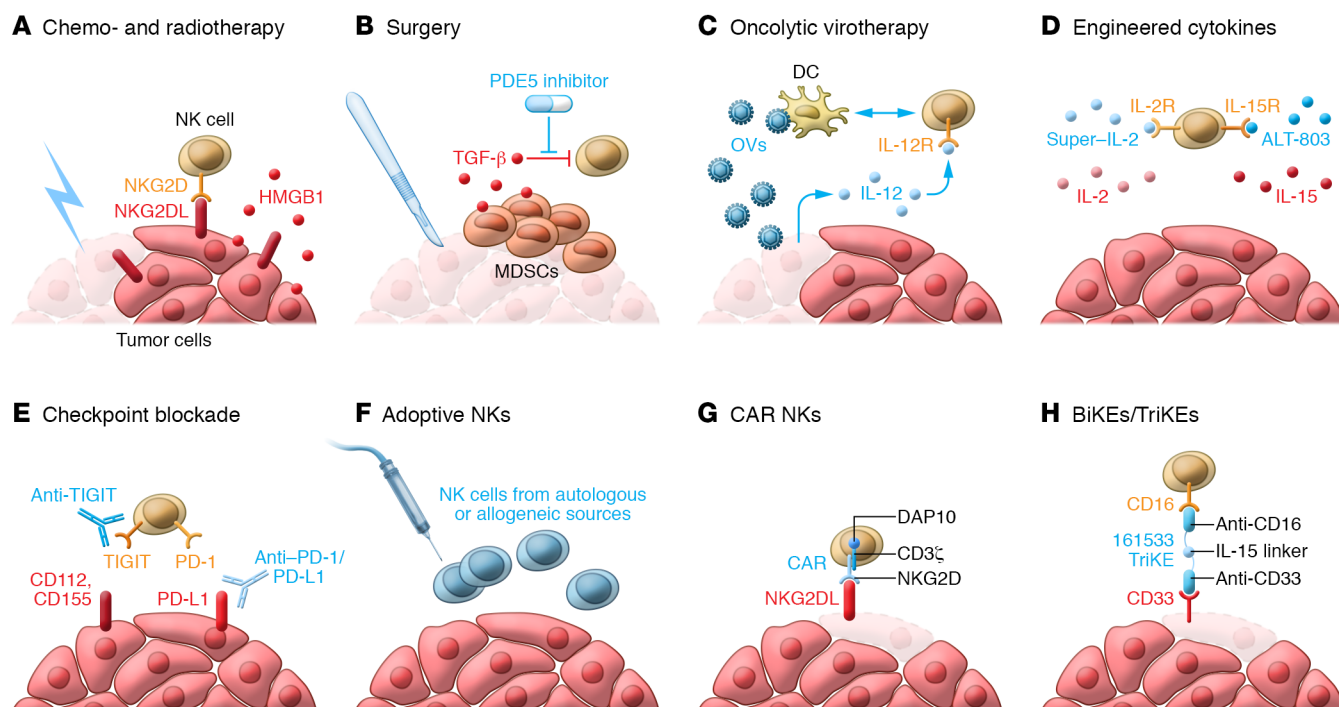 A Chemo- and radiotherapy
NK cell
NKG2D
NKG2DL
HMGB1
Tumor cells
B Surgery
PDE5 inhibitor
TGF-β
MDSCs
C Oncolytic virotherapy
DC
OVs
IL-12R
IL-12
D Engineered cytokines
IL-2R
IL-15R
Super–IL-2
ALT-803
IL-2
IL-15
E Checkpoint blockade
Anti-TIGIT
TIGIT
PD-1
Anti–PD-1/
PD-L1
CD112,
CD155
PD-L1
F Adoptive NKs
NK cells from autologous
or allogeneic sources
G CAR NKs
DAP10
CAR
CD3ζ
NKG2D
NKG2DL
H BiKEs/TriKEs
CD16
Anti-CD16
161533
TriKE
IL-15 linker
Anti-CD33
CD33